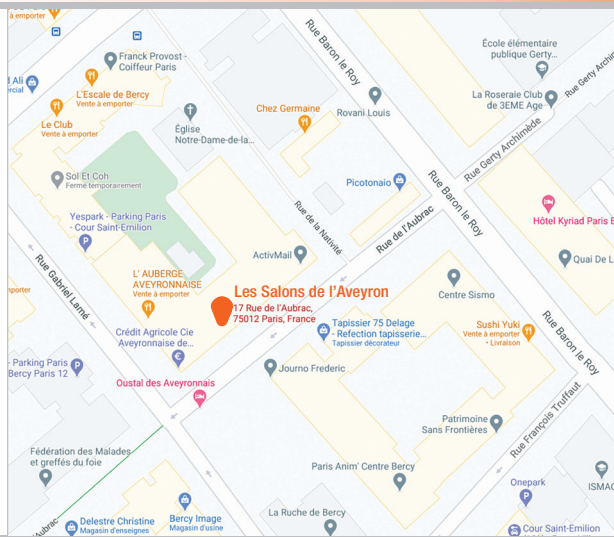 à emporter
Franck Provost -
Coiffeur Paris
École élémentaire
publique Gerty...
Rue Baron le Roy
Rue Gerty Archimède
d Ali
rcial
L'Escale de Bercy
Vente à emporter
La Roseraie Club
de 3EME Age
Le Club
Vente à emporter
Chez Germaine
Rovani Louis
Église
Notre-Dame-de-la...
Rue Gerty Archimède
Sol Et Coh
Fermé temporairement
Picotonaio
Rue Baron le Roy
Hôtel Kyriad Paris B
Yespark - Parking Paris
- Cour Saint-Emilion
Rue de la Nativité
Rue de l'Aubrac
ActivMail
Quai De L
Rue Gabriel Lamé
L' AUBERGE
AVEYRONNAISE
Vente à emporter
mporter
Centre Sismo
Les Salons de l'Aveyron
17 Rue de l'Aubrac,
75012 Paris, France
Tapissier 75 Delage
- Refection tapisserie...
Tapissier décorateur
Sushi Yuki
Vente à emporter
• Livraison
Rue Baron le Roy
Crédit Agricole Cie
Aveyronnaise de...
- Parking Paris
Bercy Paris 12
Journo Frederic
Oustal des Aveyronnais
Patrimoine
Sans Frontières
Rue François Truffaut
Fédération des Malades
et greffés du foie
Paris Anim' Centre Bercy
Onepark
ISMAC
Aubrac
Delestre Christine
Magasin d'enseignes
Bercy Image
Magasin d'usine
La Ruche de Bercy
Cour Saint-Emilion